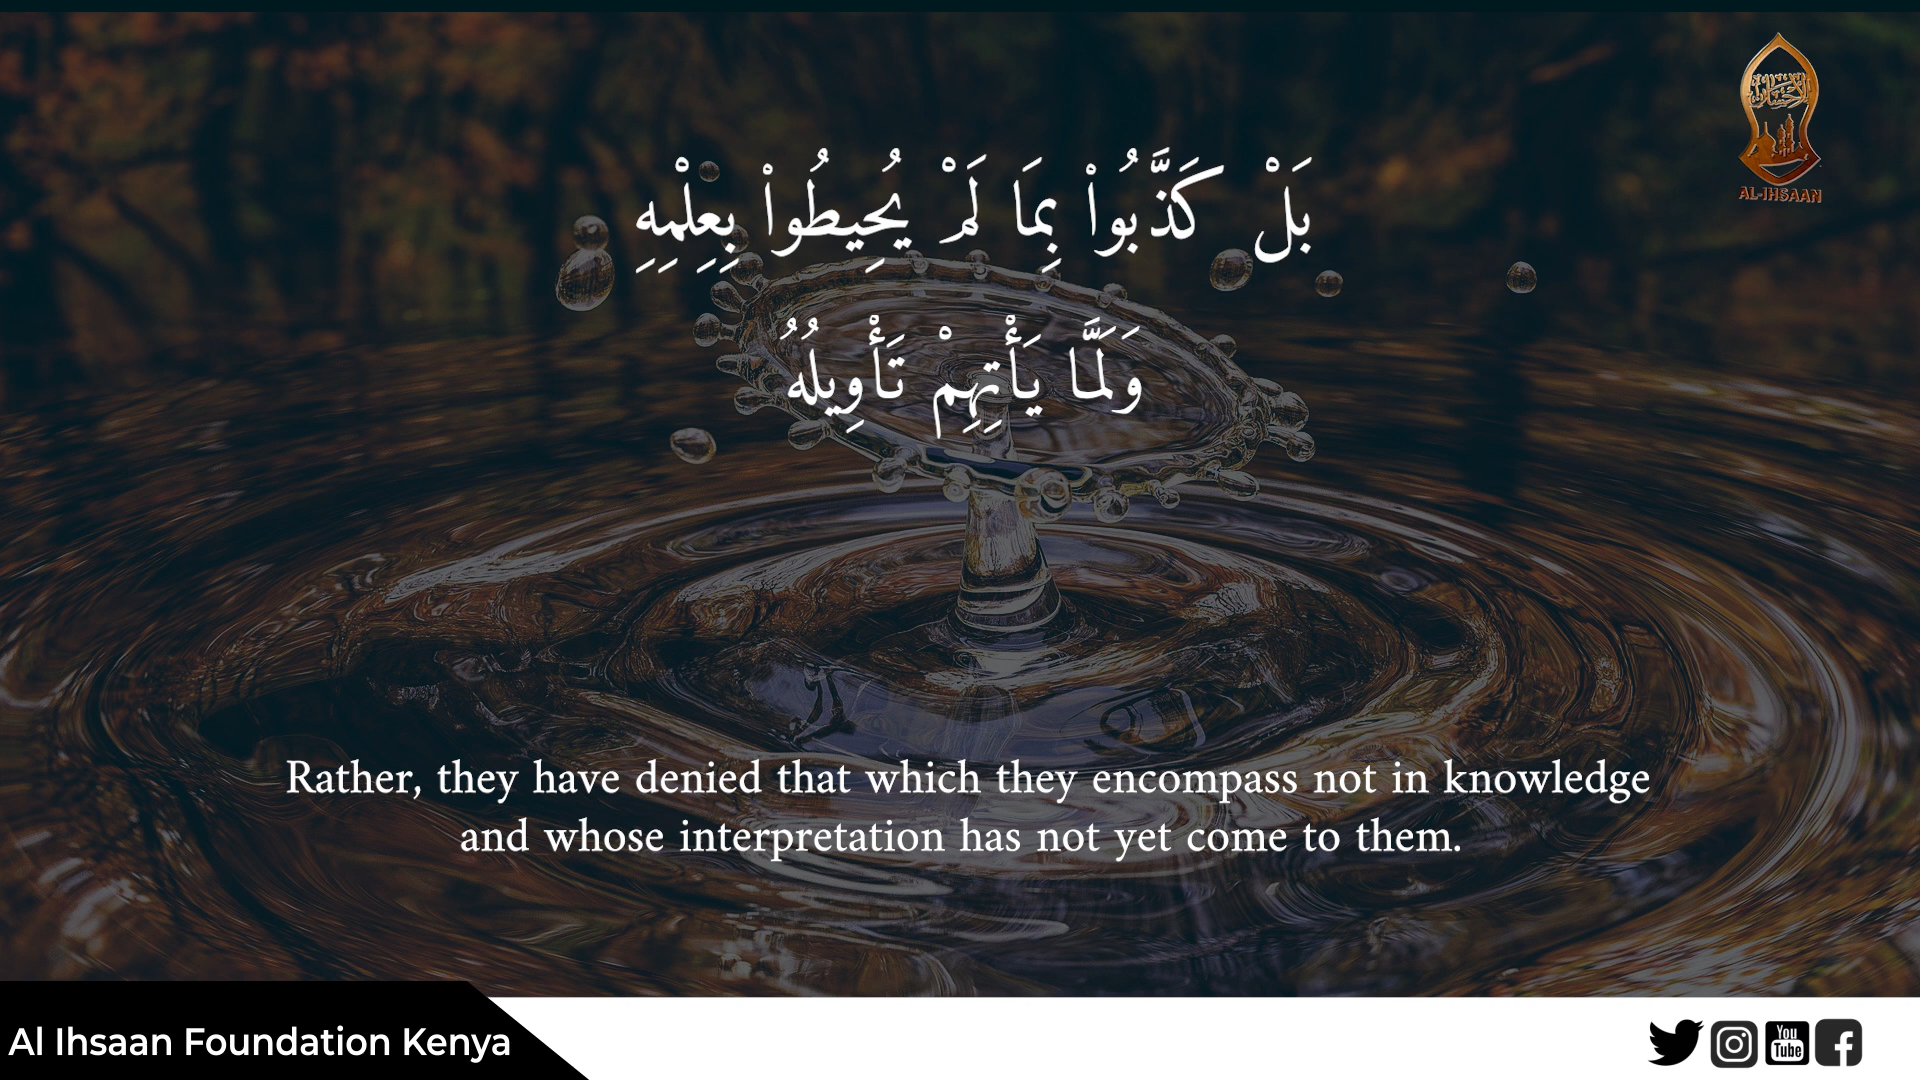 الإحسان
AL-IHSAAN
بَلْ كَذَّبُوا۟ بِمَا لَمْ يُحِيطُوا۟ بِعِلْمِهِ
وَلَمَّا يَأْتِهِمْ تَأْوِيلُهُ
Rather, they have denied that which they encompass not in knowledge
and whose interpretation has not yet come to them.
Al Ihsaan Foundation Kenya
You
Tube